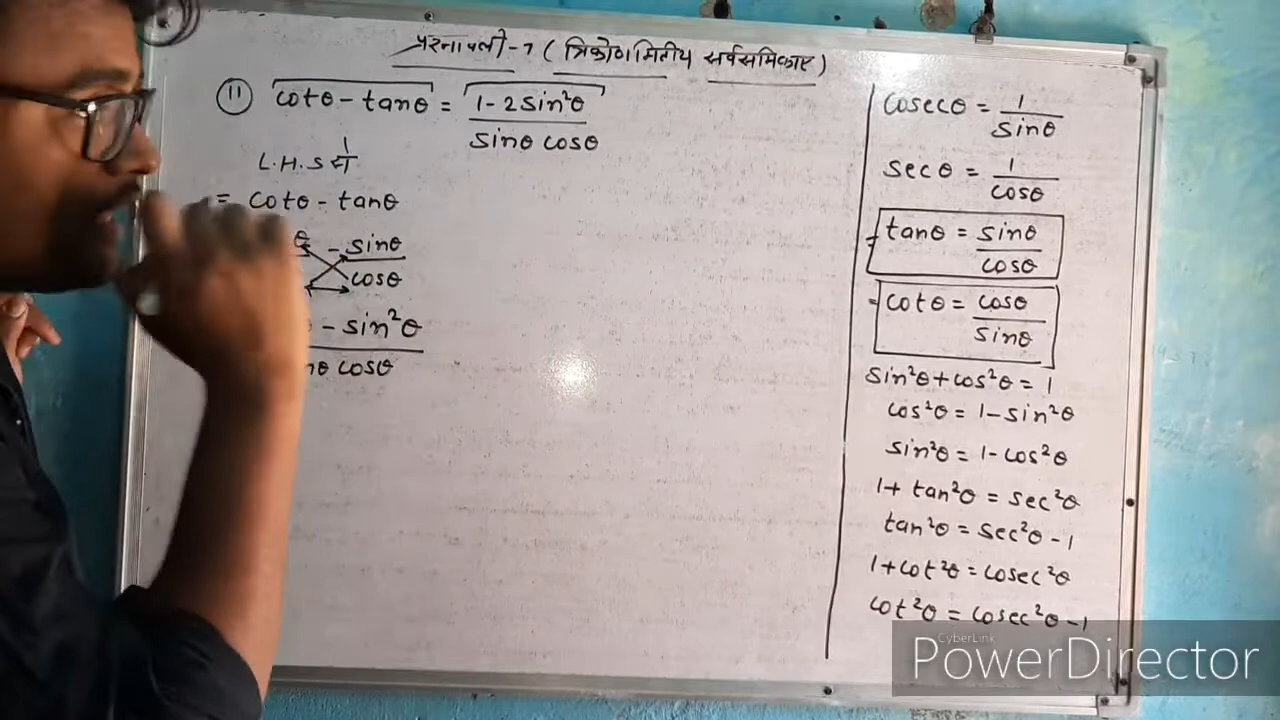 प्रश्नावली-7 ( त्रिकोणमितीय सर्वसमिकाए )
11 cotθ - tanθ = 1 - 2 sin²θ
sinθ cosθ
L.H.S में
= cotθ - tanθ
θ - sinθ
cosθ
- sin²θ
cosθ
cosecθ = 1
sinθ
secθ = 1
cosθ
tanθ = sinθ
cosθ
cotθ = cosθ
sinθ
sin²θ + cos²θ = 1
cos²θ = 1 - sin²θ
sin²θ = 1 - cos²θ
1 + tan²θ = sec²θ
tan²θ = sec²θ - 1
1 + cot²θ = cosec²θ
cot²θ = cosec²θ - 1
CyberLink
PowerDirector